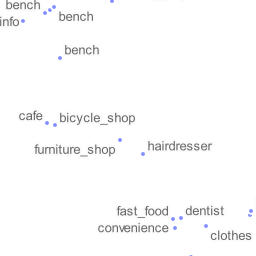 bench
bench
info
bench
cafe
bicycle_shop
furniture_shop
hairdresser
fast_food
dentist
convenience
clothes